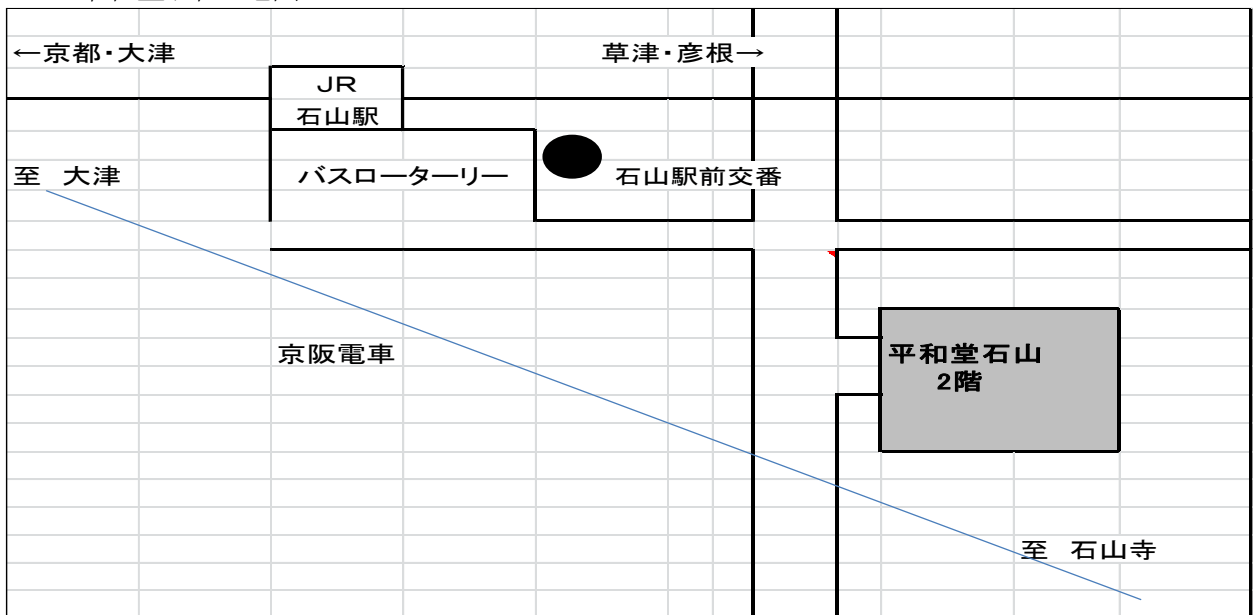 ←京都・大津
草津・彦根→
JR
石山駅
至 大津
バスローターリー
石山駅前交番
京阪電車
平和堂石山
2階
至 石山寺